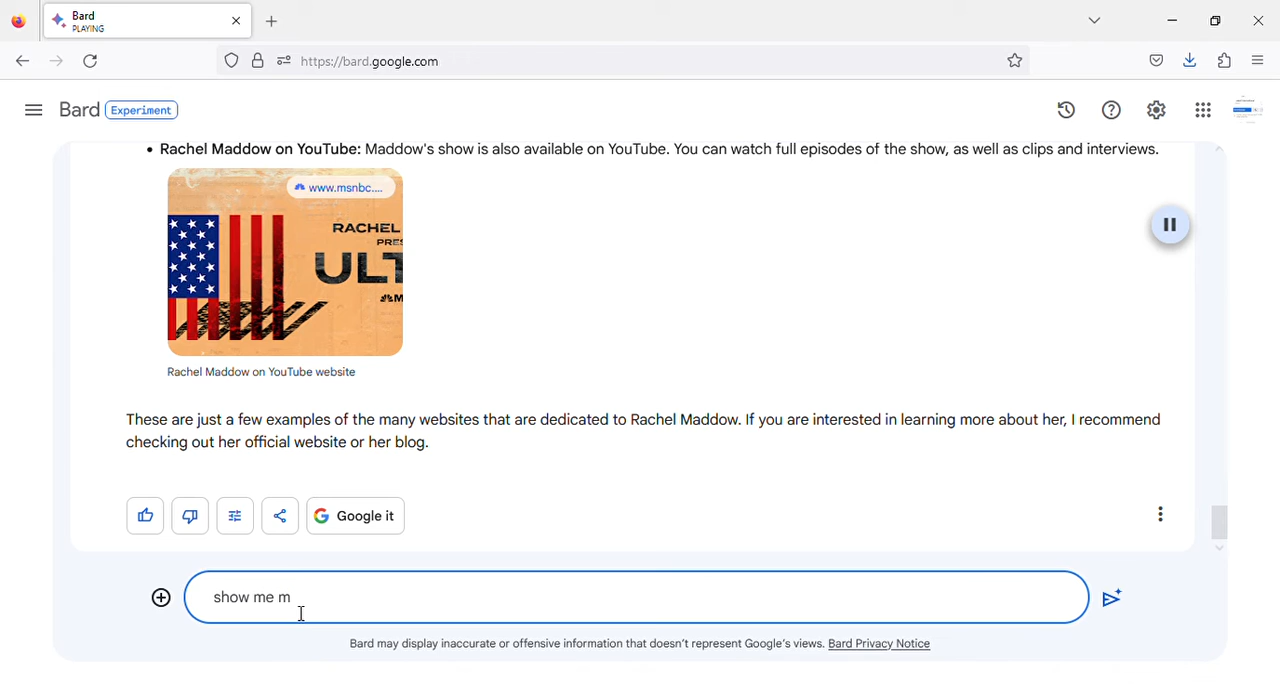 Bard
PLAYING
https://bard.google.com
Bard Experiment
• Rachel Maddow on YouTube: Maddow's show is also available on YouTube. You can watch full episodes of the show, as well as clips and interviews.
www.msnbc....
RACHEL
PRES
ULT
Rachel Maddow on YouTube website
These are just a few examples of the many websites that are dedicated to Rachel Maddow. If you are interested in learning more about her, I recommend
checking out her official website or her blog.
Google it
show me m
Bard may display inaccurate or offensive information that doesn't represent Google's views. Bard Privacy Notice